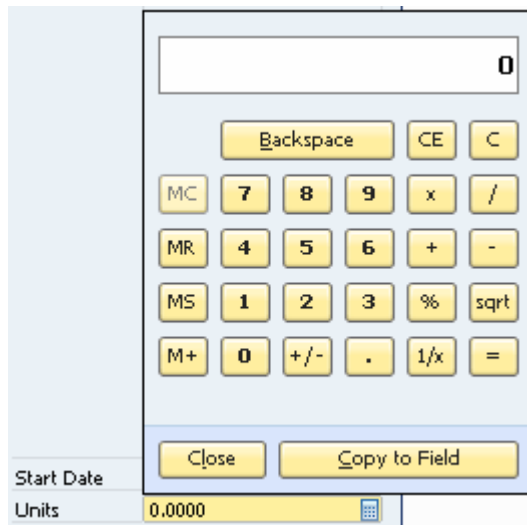 0
Backspace CE C
MC 7 8 9 x /
MR 4 5 6 + -
MS 1 2 3 % sqrt
M+ 0 +/- . 1/x =
Close Copy to Field
Start Date
Units 0.0000